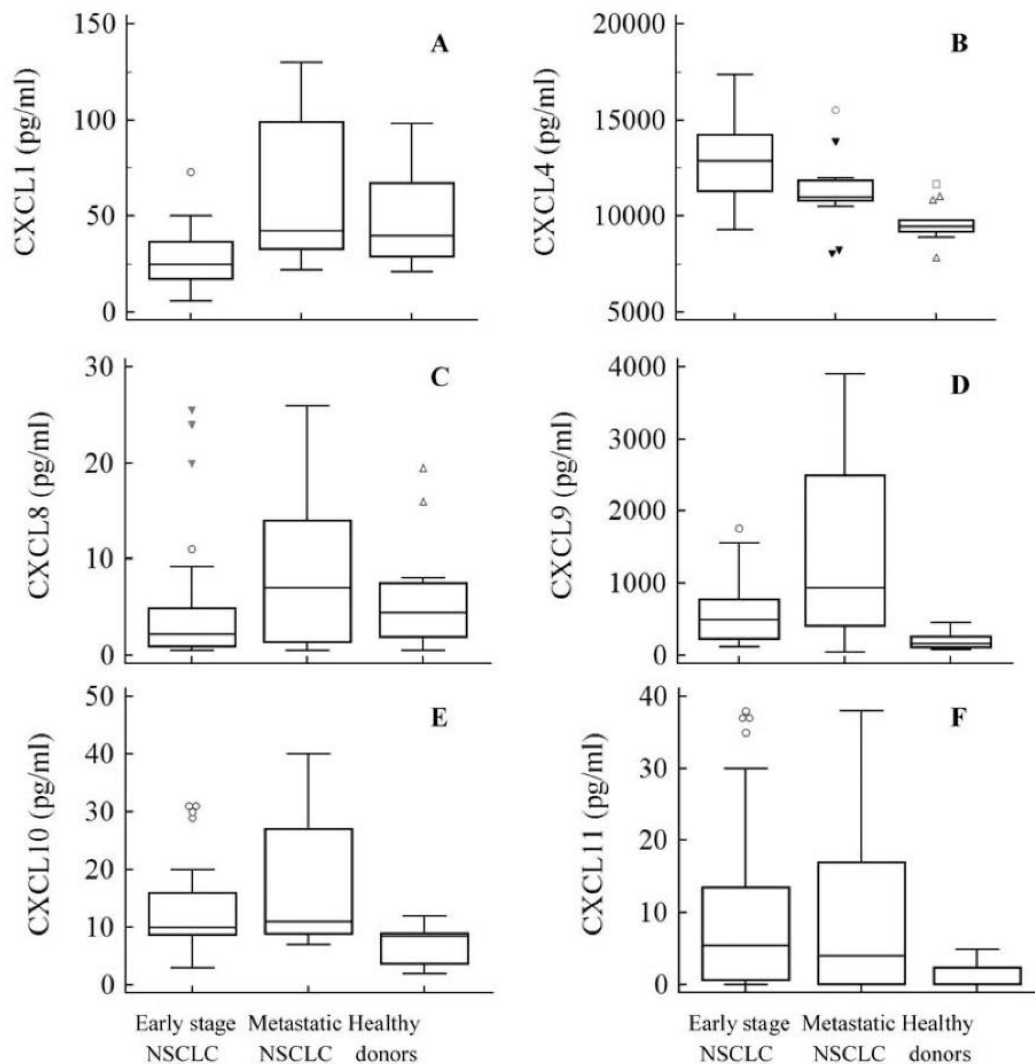 A
CXCL1 (pg/ml)
150
100
50
0
B
CXCL4 (pg/ml)
20000
15000
10000
5000
C
CXCL8 (pg/ml)
30
20
10
0
D
CXCL9 (pg/ml)
4000
3000
2000
1000
0
E
CXCL10 (pg/ml)
50
40
30
20
10
0
Early stage Metastatic Healthy
NSCLC NSCLC donors
F
CXCL11 (pg/ml)
40
30
20
10
0
Early stage Metastatic Healthy
NSCLC NSCLC donors